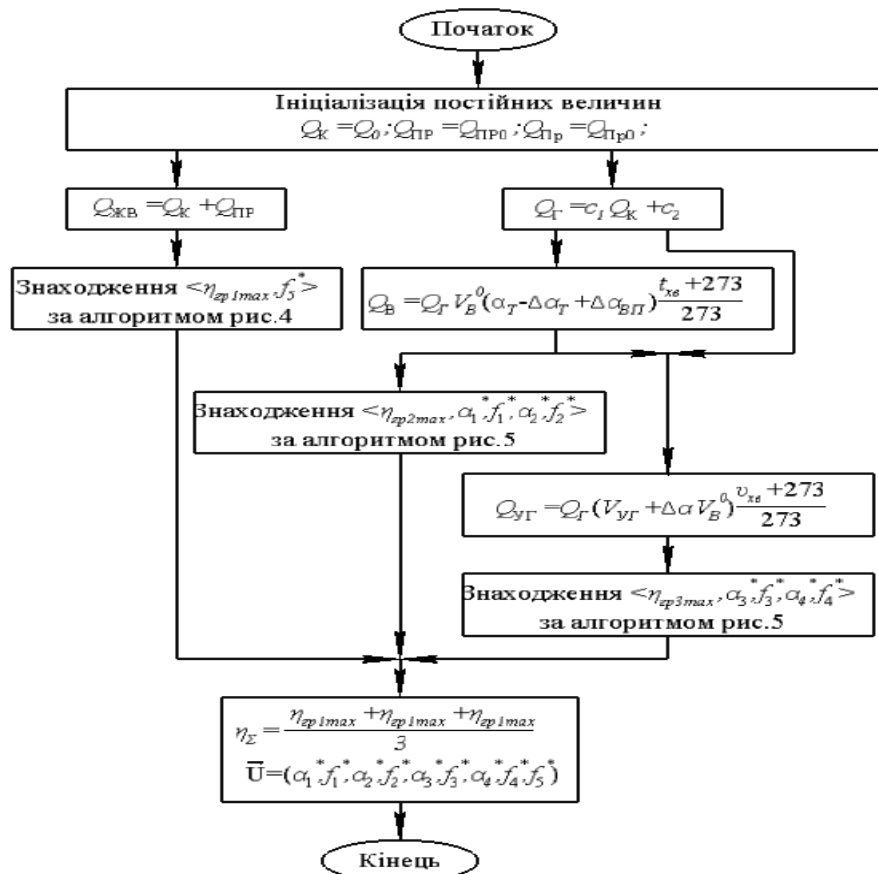 Початок
Ініціалізація постійних величин
Q_К =Q_0; Q_ПР =Q_ПР0; Q_Пр =Q_Пр0;
Q_ЖВ =Q_К +Q_ПР
Q_Г =c_1 Q_К +c_2
Знаходження <η_гр1max, f_5^*>
за алгоритмом рис.4
Q_В =Q_Г V_В^0 (α_Т-Δα_Т +Δα_ВП) (t_хв +273)/273
Знаходження <η_гр2max, α_1^*, f_1^*, α_2^*, f_2^*>
за алгоритмом рис.5
Q_УГ =Q_Г (V_УГ +Δα V_В^0) (υ_хв +273)/273
Знаходження <η_гр3max, α_3^*, f_3^*, α_4^*, f_4^*>
за алгоритмом рис.5
η_Σ = (η_гр1max +η_гр1max +η_гр1max)/3
U̅=(α_1^*, f_1^*, α_2^*, f_2^*, α_3^*, f_3^*, α_4^*, f_4^*, f_5^*)
Кінець